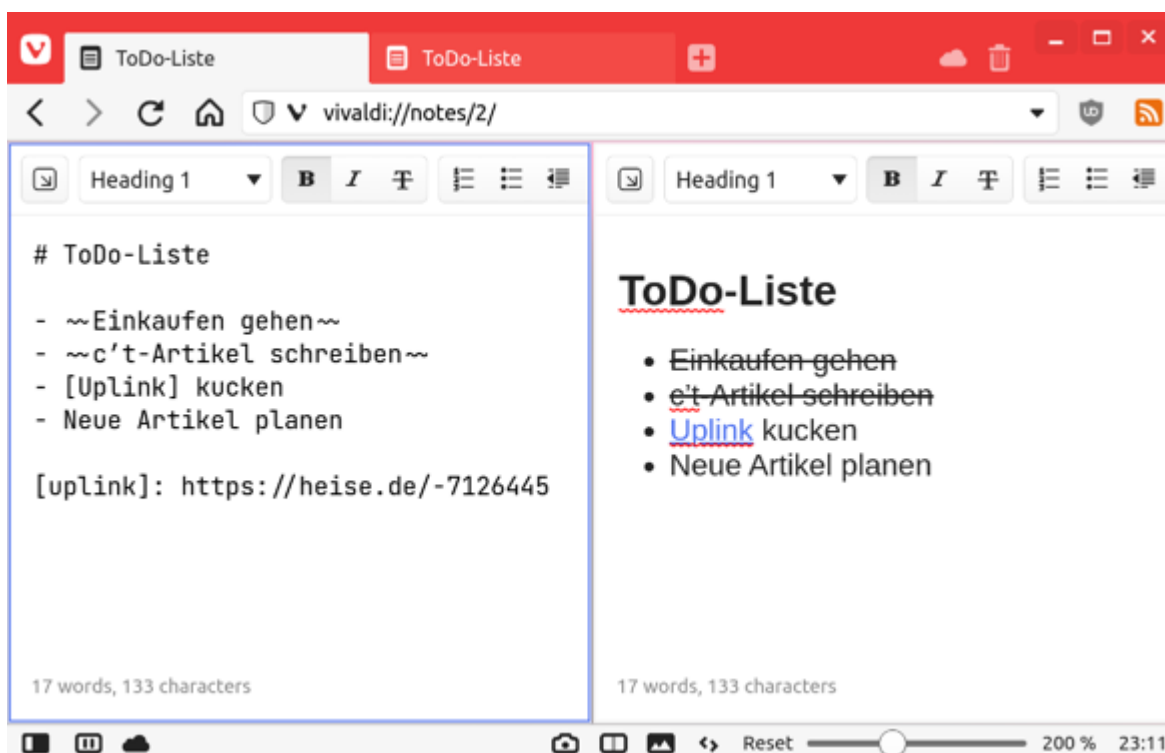 ToDo-Liste ToDo-Liste
vivaldi://notes/2/
Heading 1 B I T
# ToDo-Liste
- ~~Einkaufen gehen~~
- ~~c’t-Artikel schreiben~~
- [Uplink] kucken
- Neue Artikel planen
[uplink]: https://heise.de/-7126445
17 words, 133 characters
Heading 1 B I T
ToDo-Liste
• Einkaufen gehen
• c’t-Artikel schreiben
• Uplink kucken
• Neue Artikel planen
17 words, 133 characters
Reset 200 % 23:11